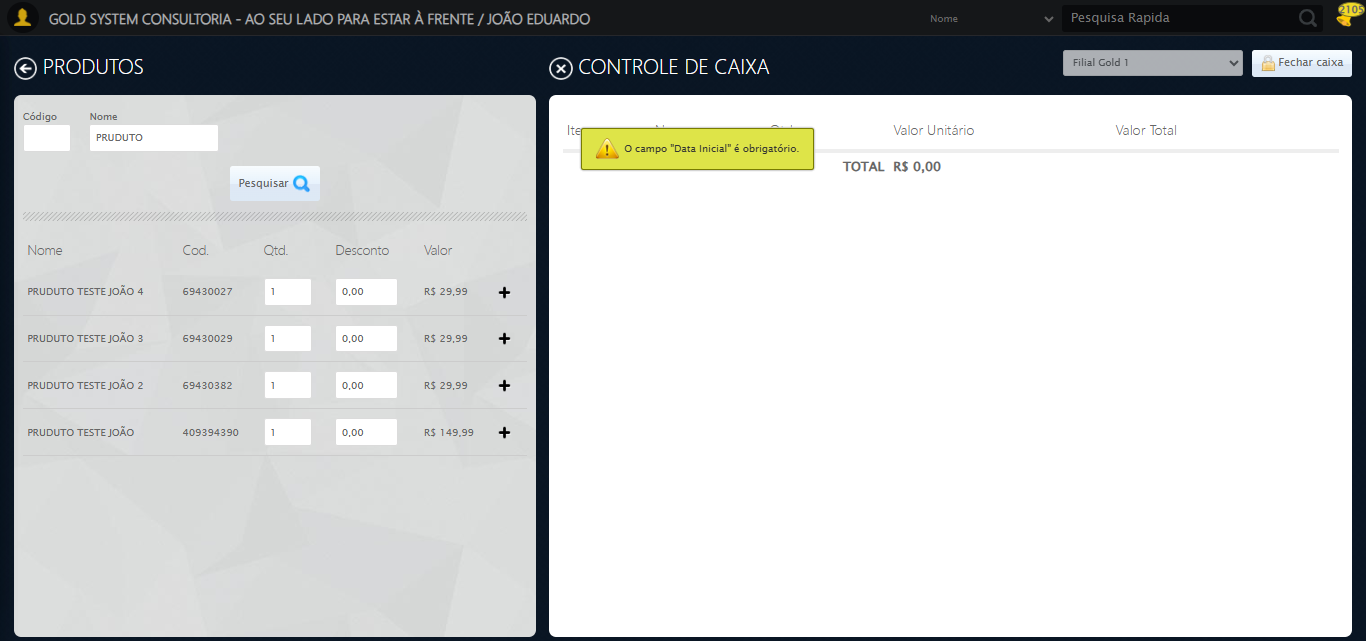 GOLD SYSTEM CONSULTORIA - AO SEU LADO PARA ESTAR À FRENTE / JOÃO EDUARDO
Nome
Pesquisa Rapida
2105
PRODUTOS
Código
Nome
PRUDUTO
Pesquisar
Nome Cod. Qtd. Desconto Valor
PRUDUTO TESTE JOÃO 4 69430027 1 0,00 R$ 29,99
PRUDUTO TESTE JOÃO 3 69430029 1 0,00 R$ 29,99
PRUDUTO TESTE JOÃO 2 69430382 1 0,00 R$ 29,99
PRUDUTO TESTE JOÃO 409394390 1 0,00 R$ 149,99
CONTROLE DE CAIXA
Filial Gold 1
Fechar caixa
Valor Unitário Valor Total
O campo "Data Inicial" é obrigatório.
TOTAL R$ 0,00